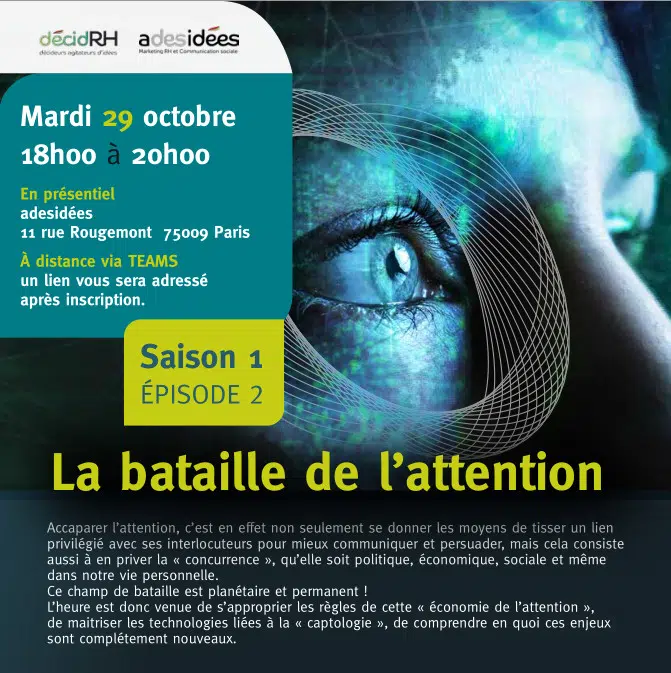 décidRH
décideurs agitateurs d'idées
adesidées
Marketing RH et Communication sociale
Mardi 29 octobre
18h00 à 20h00
En présentiel
adesidées
11 rue Rougemont 75009 Paris
À distance via TEAMS
un lien vous sera adressé
après inscription.
Saison 1
ÉPISODE 2
La bataille de l'attention
Accaparer l'attention, c'est en effet non seulement se donner les moyens de tisser un lien
privilégié avec ses interlocuteurs pour mieux communiquer et persuader, mais cela consiste
aussi à en priver la « concurrence », qu'elle soit politique, économique, sociale et même
dans notre vie personnelle.
Ce champ de bataille est planétaire et permanent !
L'heure est donc venue de s'approprier les règles de cette « économie de l'attention »,
de maitriser les technologies liées à la « captologie », de comprendre en quoi ces enjeux
sont complétement nouveaux.